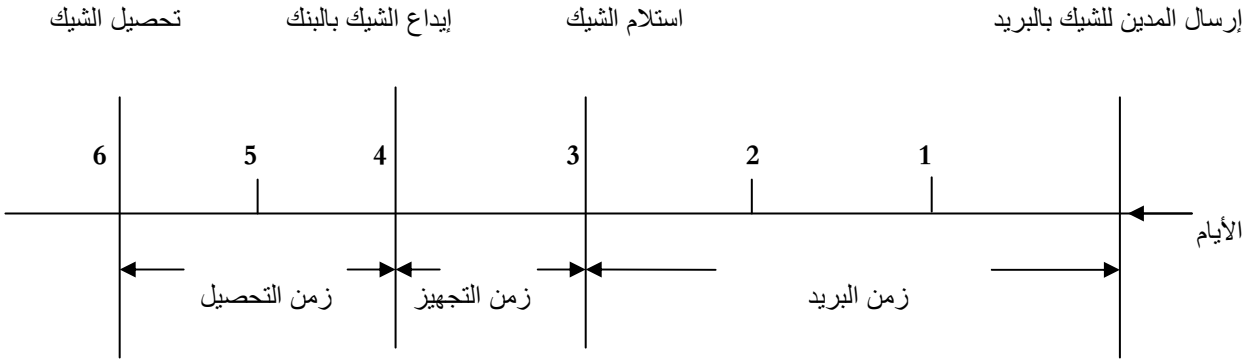 إرسال المدين للشيك بالبريد استلام الشيك إيداع الشيك بالبنك تحصيل الشيك
1 2 3 4 5 6
الأيام
زمن البريد زمن التجهيز زمن التحصيل